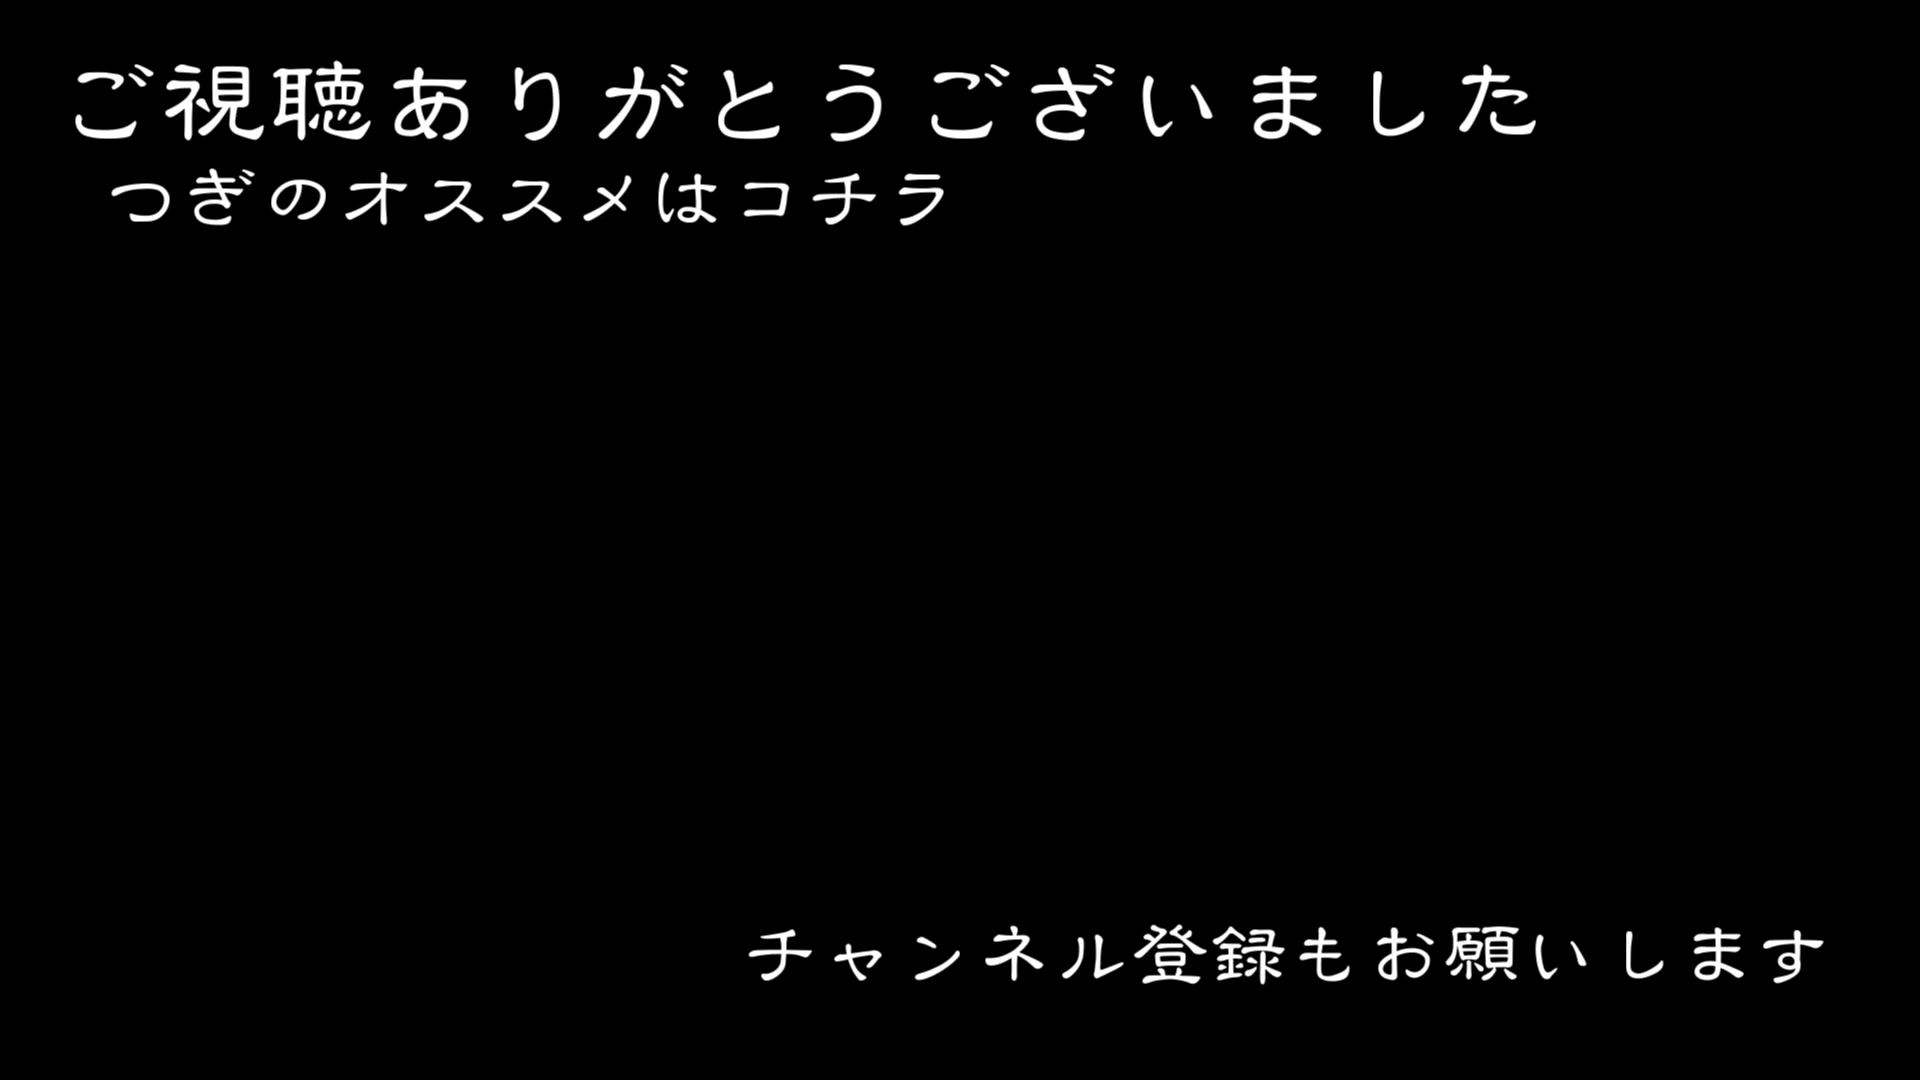 ご視聴ありがとうございました
つぎのオススメはコチラ
チャンネル登録もお願いします